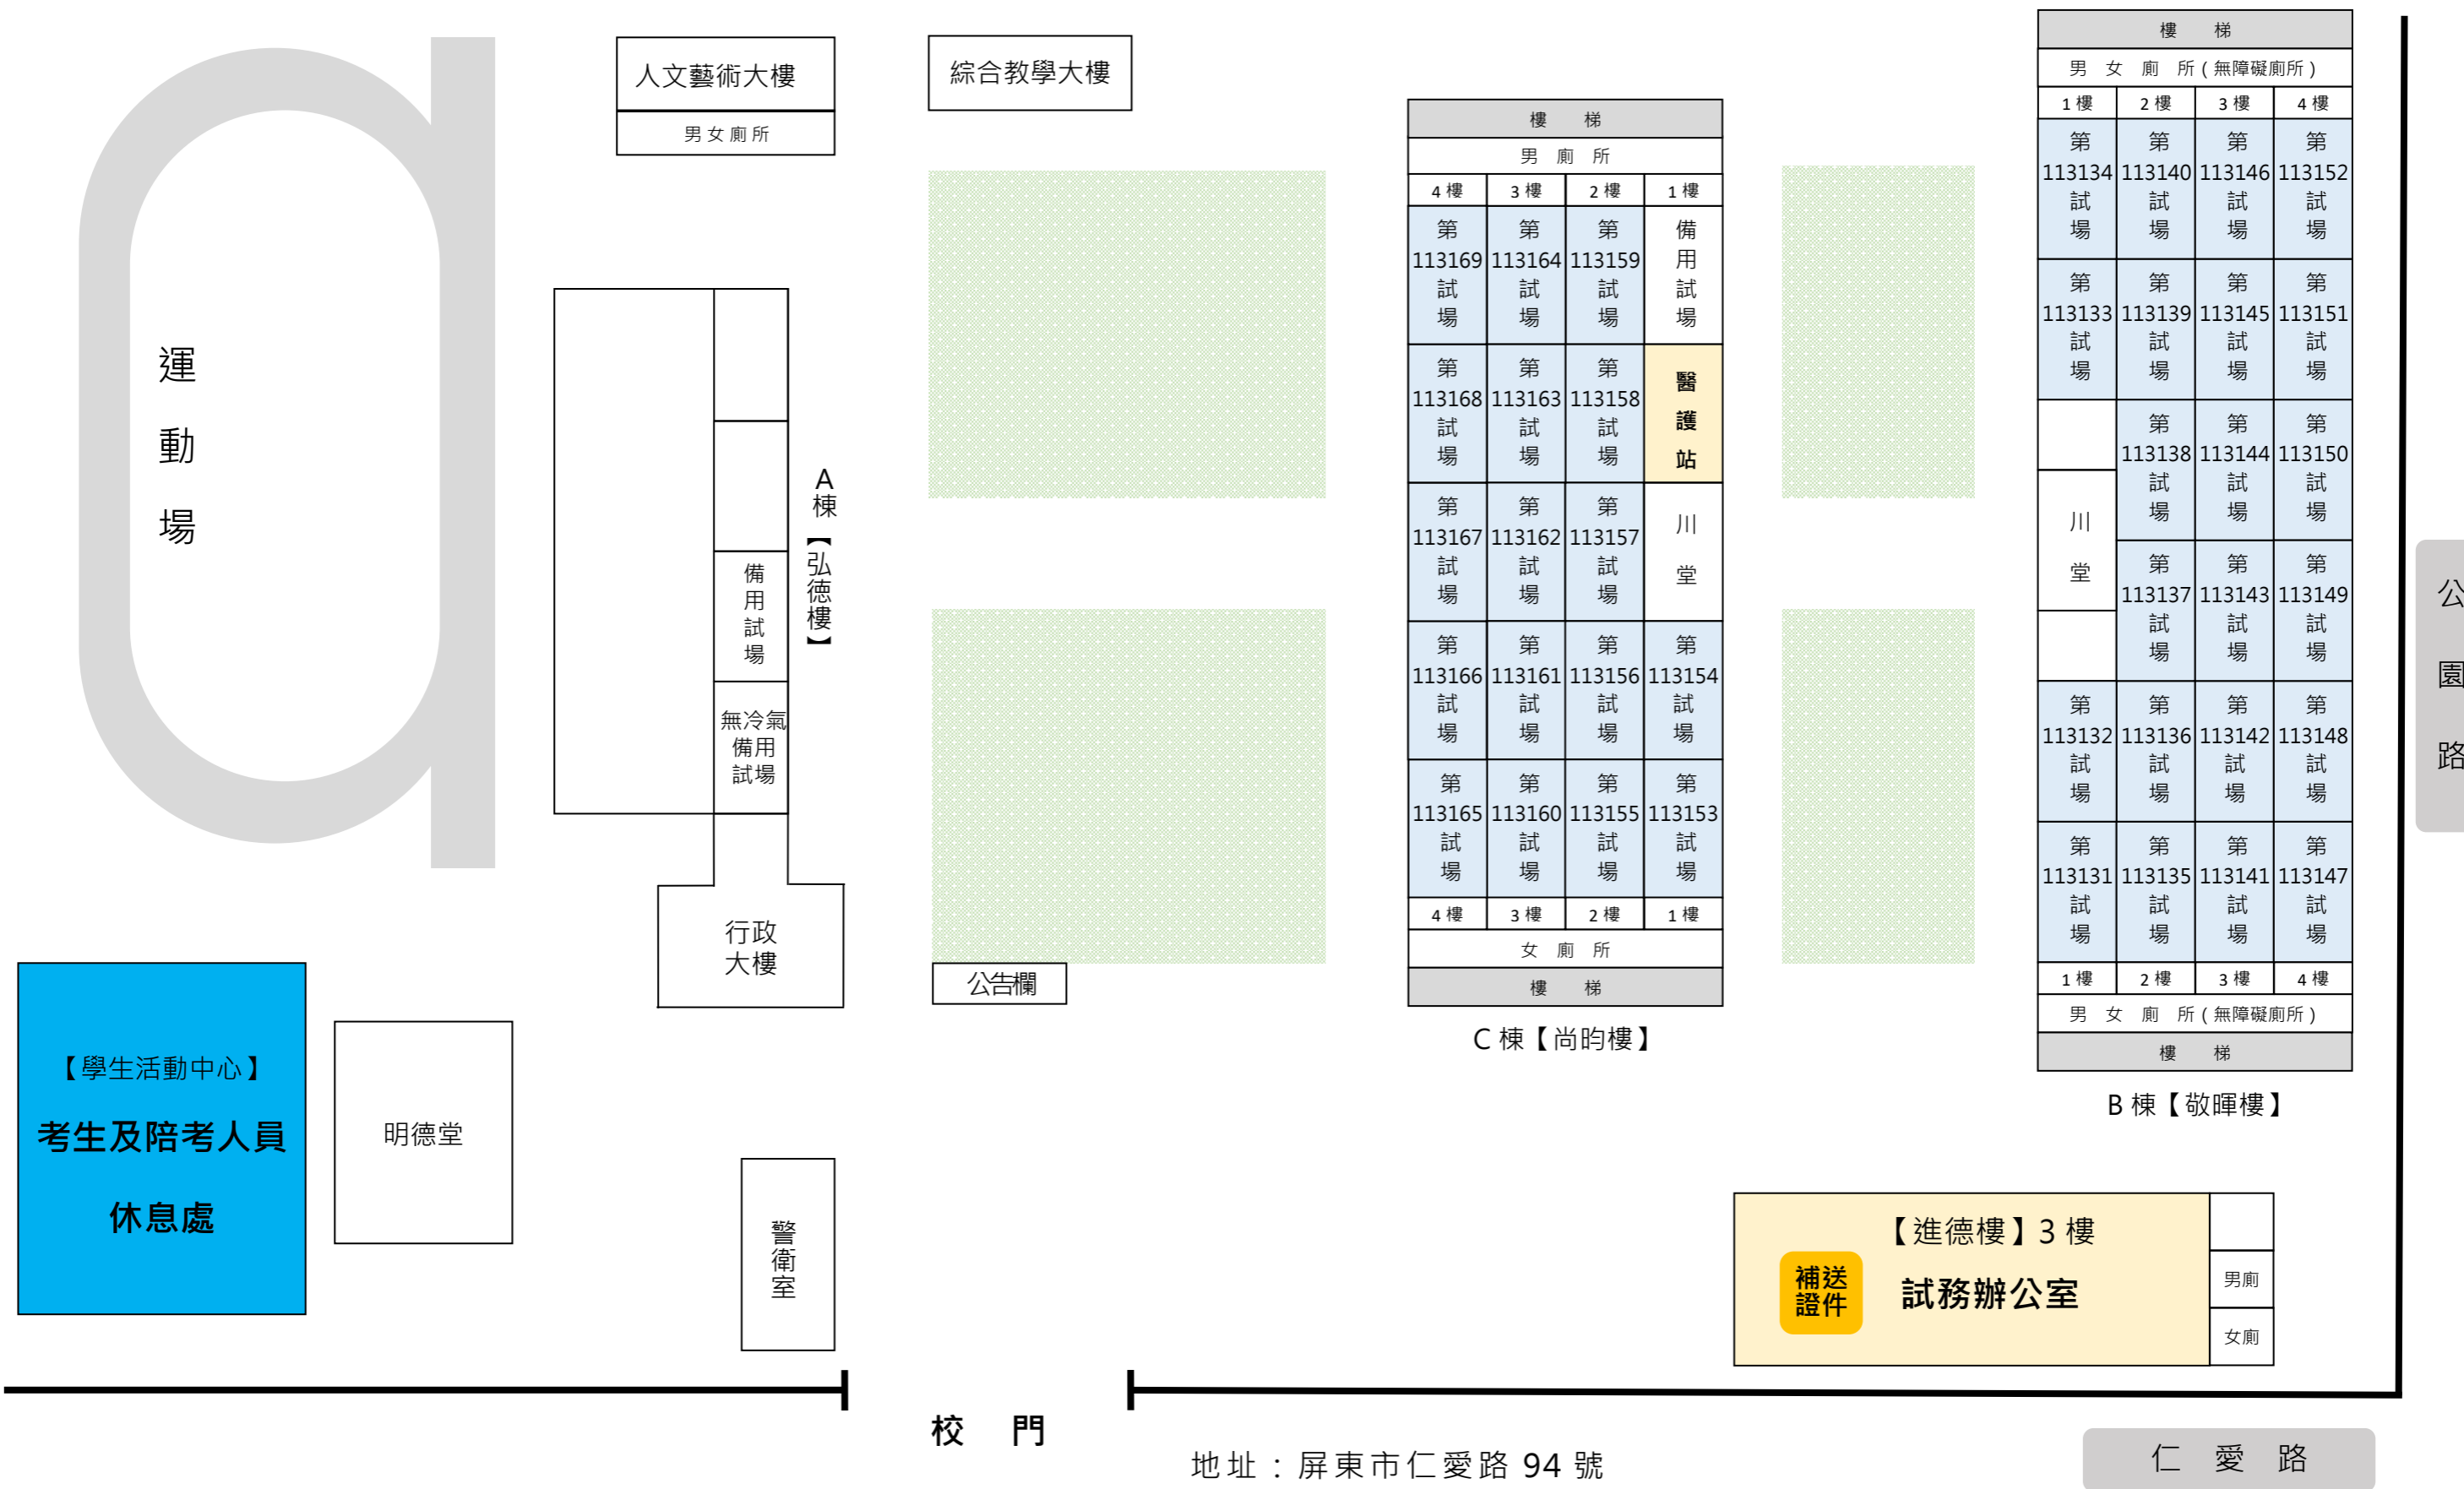 人文藝術大樓
男女廁所
綜合教學大樓
運動場
A棟【弘德樓】
備用試場
無冷氣
備用
試場
行政
大樓
公告欄
【學生活動中心】
考生及陪考人員
休息處
明德堂
警衛室
樓 梯
男 廁 所
4 樓 3 樓 2 樓 1 樓
第113169試場 第113164試場 第113159試場 備用試場
第113168試場 第113163試場 第113158試場 醫護站
第113167試場 第113162試場 第113157試場 川堂
第113166試場 第113161試場 第113156試場 第113154試場
第113165試場 第113160試場 第113155試場 第113153試場
4 樓 3 樓 2 樓 1 樓
女 廁 所
樓 梯
C 棟【尚昀樓】
樓 梯
男 女 廁 所 ( 無障礙廁所 )
1 樓 2 樓 3 樓 4 樓
第113134試場 第113140試場 第113146試場 第113152試場
第113133試場 第113139試場 第113145試場 第113151試場
第113138試場 第113144試場 第113150試場
川堂
第113137試場 第113143試場 第113149試場
第113132試場 第113136試場 第113142試場 第113148試場
第113131試場 第113135試場 第113141試場 第113147試場
1 樓 2 樓 3 樓 4 樓
男 女 廁 所 ( 無障礙廁所 )
樓 梯
B 棟【敬暉樓】
公園路
【進德樓】3 樓
補送
證件
試務辦公室
男廁
女廁
校 門
地址：屏東市仁愛路 94 號
仁 愛 路